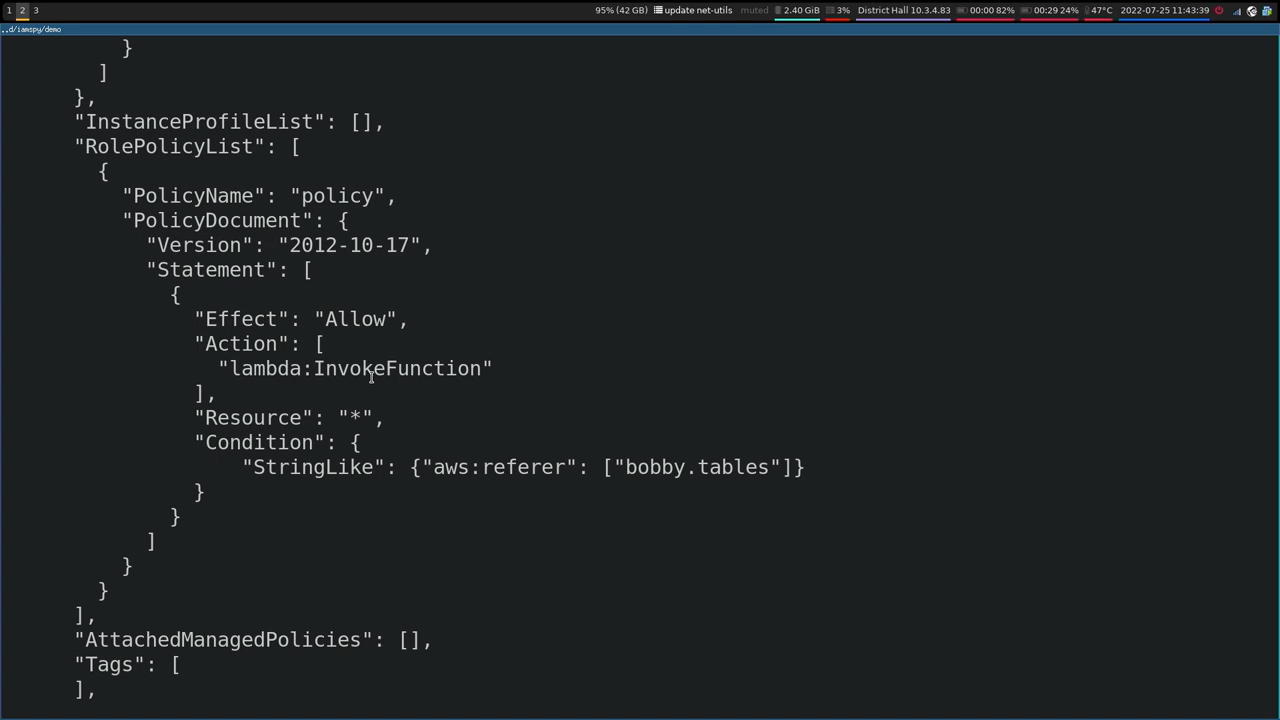 1 2 3 95% (42 GB) update net-utils muted 2.40 GiB 3% District Hall 10.3.4.83 00:00 82% 00:29 24% 47°C 2022-07-25 11:43:39
..d/iamspy/demo
}
]
},
"InstanceProfileList": [],
"RolePolicyList": [
{
"PolicyName": "policy",
"PolicyDocument": {
"Version": "2012-10-17",
"Statement": [
{
"Effect": "Allow",
"Action": [
"lambda:InvokeFunction"
],
"Resource": "*",
"Condition": {
"StringLike": {"aws:referer": ["bobby.tables"]}
}
}
]
}
}
],
"AttachedManagedPolicies": [],
"Tags": [
],